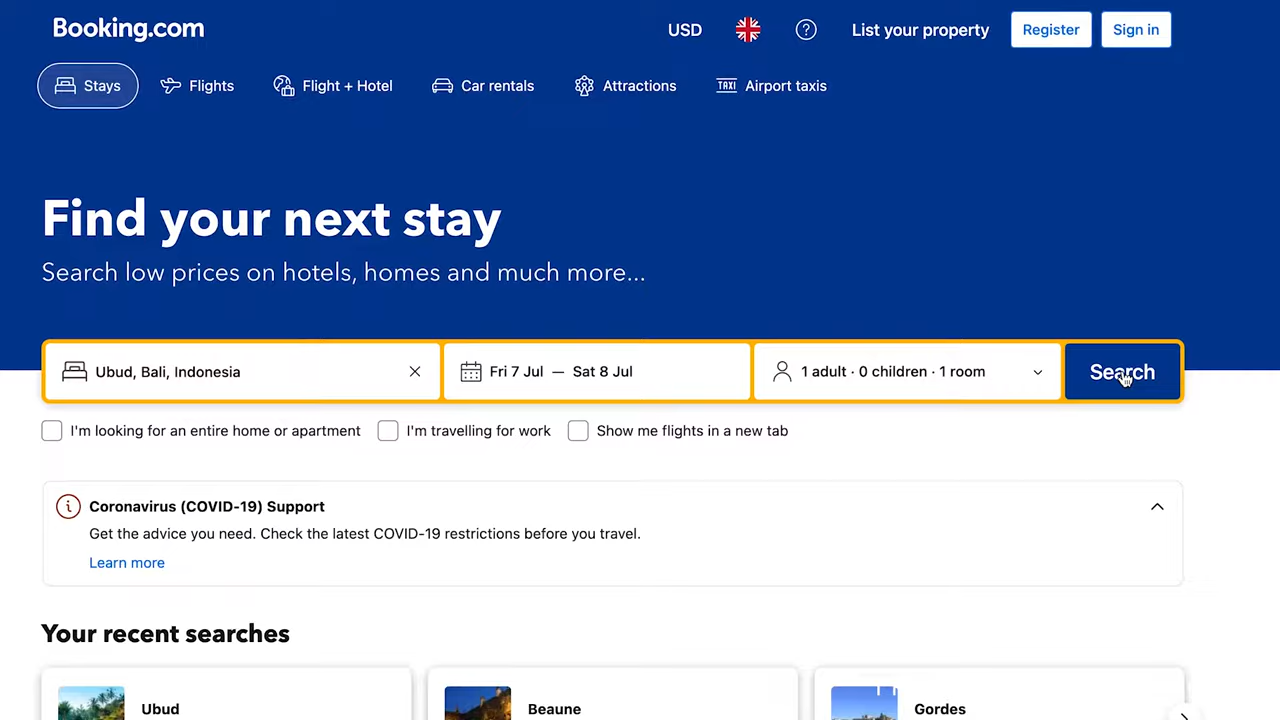 Booking.com
USD
List your property
Register
Sign in
Stays
Flights
Flight + Hotel
Car rentals
Attractions
TAXI Airport taxis
Find your next stay
Search low prices on hotels, homes and much more...
Ubud, Bali, Indonesia
Fri 7 Jul — Sat 8 Jul
1 adult · 0 children · 1 room
Search
I'm looking for an entire home or apartment
I'm travelling for work
Show me flights in a new tab
Coronavirus (COVID-19) Support
Get the advice you need. Check the latest COVID-19 restrictions before you travel.
Learn more
Your recent searches
Ubud
Beaune
Gordes